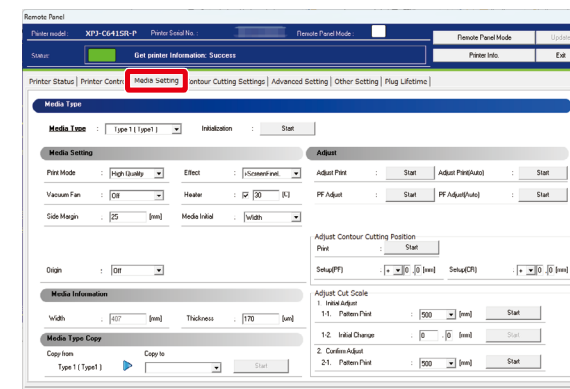 Remote Panel
Printer model : XPJ-C641SR-P Printer Serial No. : Remote Panel Mode : Remote Panel Mode Update
Status Get printer Information: Success Printer Info. Exit
Printer Status | Printer Contro Media Setting Contour Cutting Settings | Advanced Setting | Other Setting | Plug Lifetime |
Media Type
Media Type : Type 1 ( Type1 ) Initialization : Start
Media Setting Adjust
Print Mode : High Quality Effect : Adjust Print : Start Adjust Print(Auto) : Start
Vacuum Fan : Off Heater : 30 [C] PF Adjust : Start PF Adjust(Auto) : Start
Side Margin : 25 [mm] Media Initial : Width
Adjust Contour Cutting Position
Print : Start
Origin : Off Setup(PF) : + 0 . 0 [mm] Setup(CR) : + 0 . 0 [mm]
Media Information Adjust Cut Scale
1. Initial Adjust
Width : 407 [mm] Thickness : 170 [um] 1-1. Pattern Print : 500 [mm] Start
Media Type Copy 1-2. Initial Change : 0 . 0 [mm] Start
Copy from Copy to 2. Confirm Adjust
Type 1 ( Type1 ) Start 2-1. Pattern Print : 500 [mm] Start